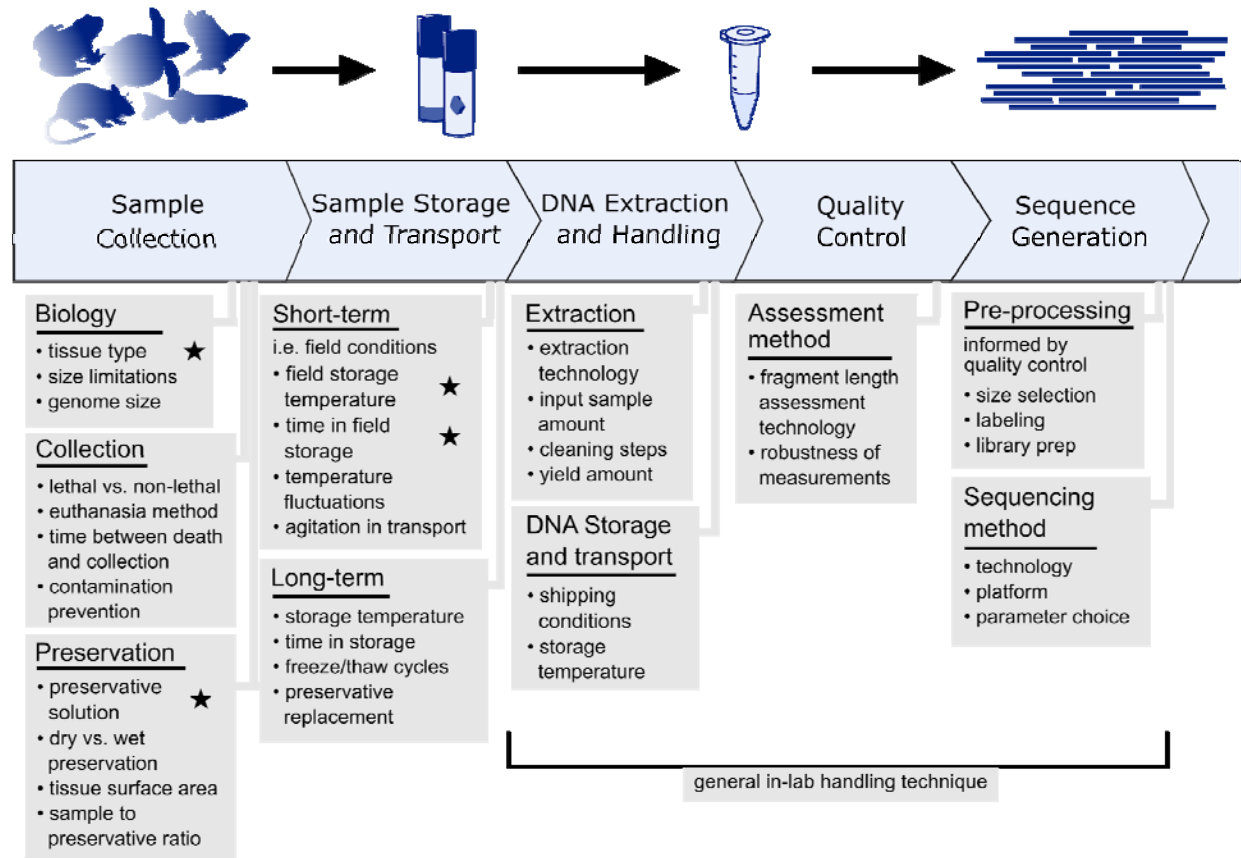 Sample
Collection
Sample Storage
and Transport
DNA Extraction
and Handling
Quality
Control
Sequence
Generation
Biology
• tissue type
• size limitations
• genome size
Collection
• lethal vs. non-lethal
• euthanasia method
• time between death
and collection
• contamination
prevention
Preservation
• preservative
solution
• dry vs. wet
preservation
• tissue surface area
• sample to
preservative ratio
Short-term
i.e. field conditions
• field storage
temperature
• time in field
storage
• temperature
fluctuations
• agitation in transport
Long-term
• storage temperature
• time in storage
• freeze/thaw cycles
• preservative
replacement
Extraction
• extraction
technology
• input sample
amount
• cleaning steps
• yield amount
DNA Storage
and transport
• shipping
conditions
• storage
temperature
Assessment
method
• fragment length
assessment
technology
• robustness of
measurements
Pre-processing
informed by
quality control
• size selection
• labeling
• library prep
Sequencing
method
• technology
• platform
• parameter choice
general in-lab handling technique